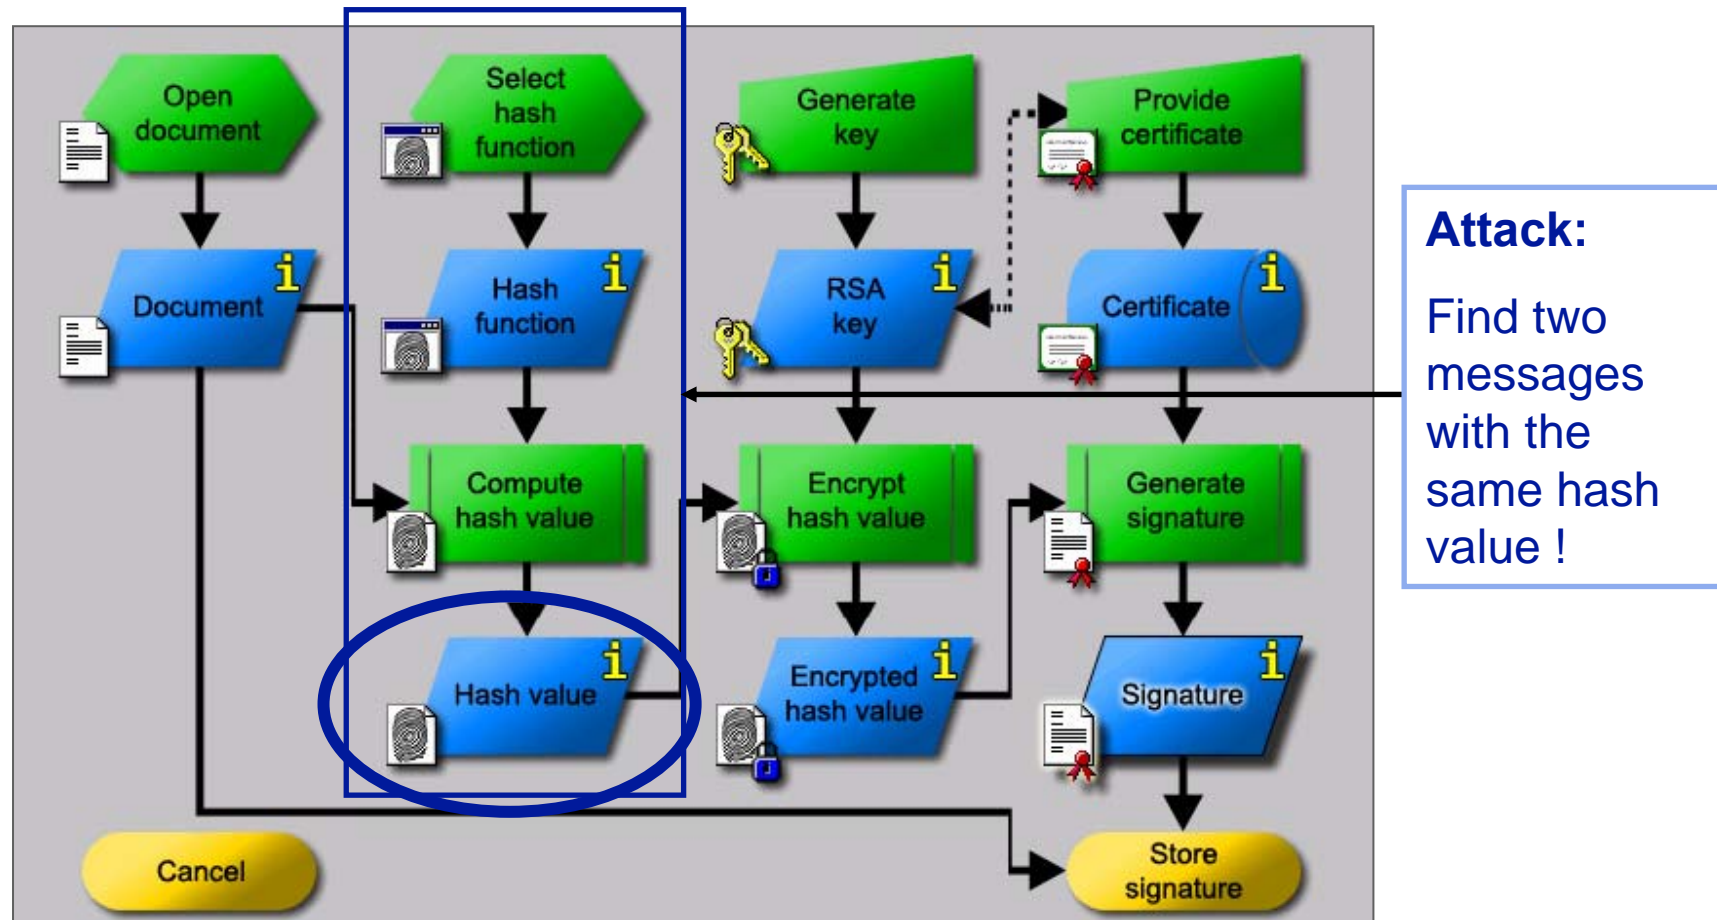 Open
document
Select
hash
function
Generate
key
Provide
certificate
Document
i
Hash
function
i
RSA
key
i
Certificate
i
Compute
hash value
Encrypt
hash value
Generate
signature
Hash value
i
Encrypted
hash value
i
Signature
i
Cancel
Store
signature
Attack:
Find two
messages
with the
same hash
value !